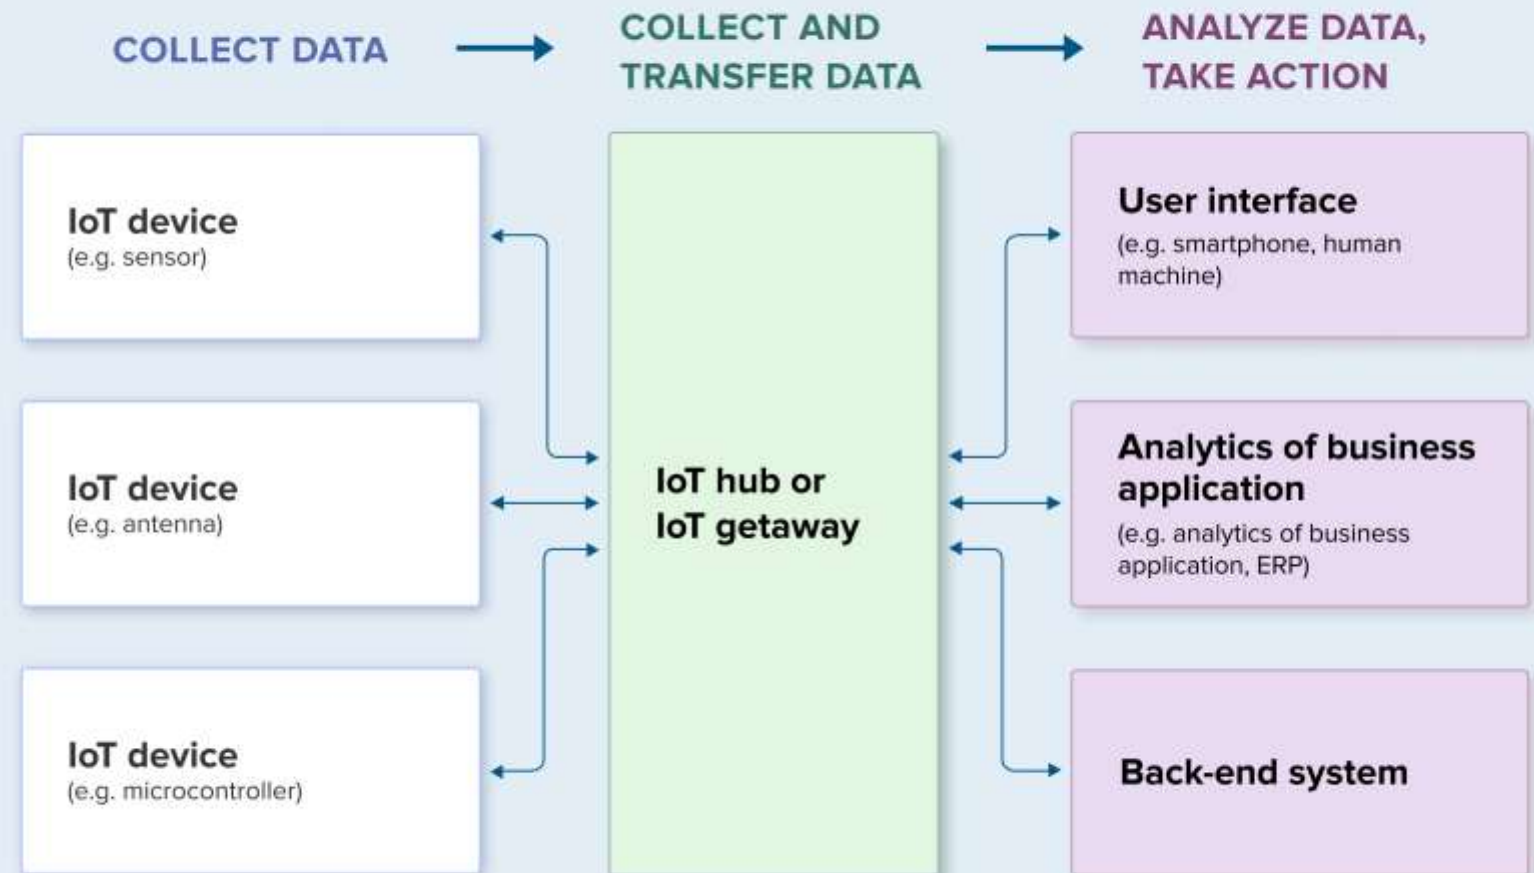 COLLECT DATA
COLLECT AND
TRANSFER DATA
ANALYZE DATA,
TAKE ACTION
IoT device
(e.g. sensor)
IoT device
(e.g. antenna)
IoT device
(e.g. microcontroller)
IoT hub or
IoT getaway
User interface
(e.g. smartphone, human
machine)
Analytics of business
application
(e.g. analytics of business
application, ERP)
Back-end system